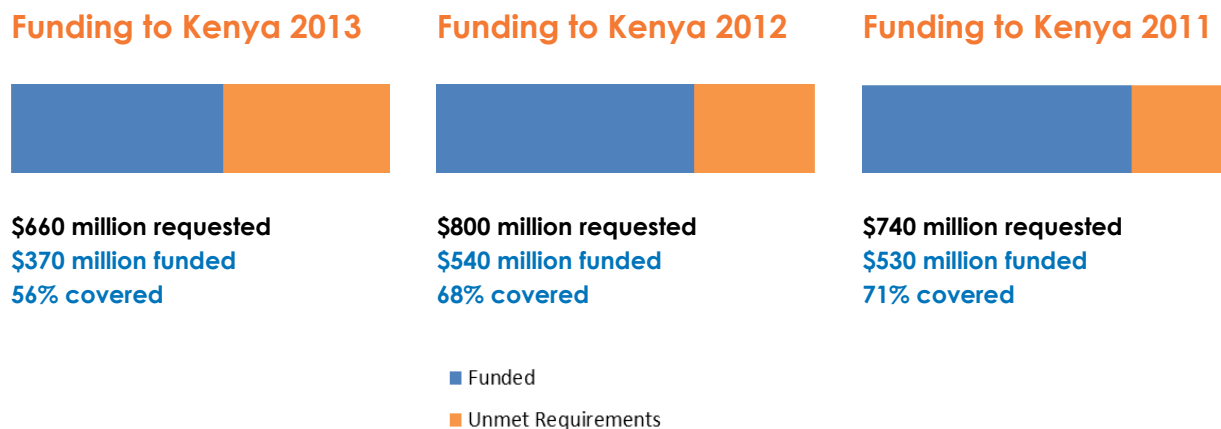 Funding to Kenya 2013
$660 million requested
$370 million funded
56% covered
Funding to Kenya 2012
$800 million requested
$540 million funded
68% covered
Funding to Kenya 2011
$740 million requested
$530 million funded
71% covered
Funded
Unmet Requirements